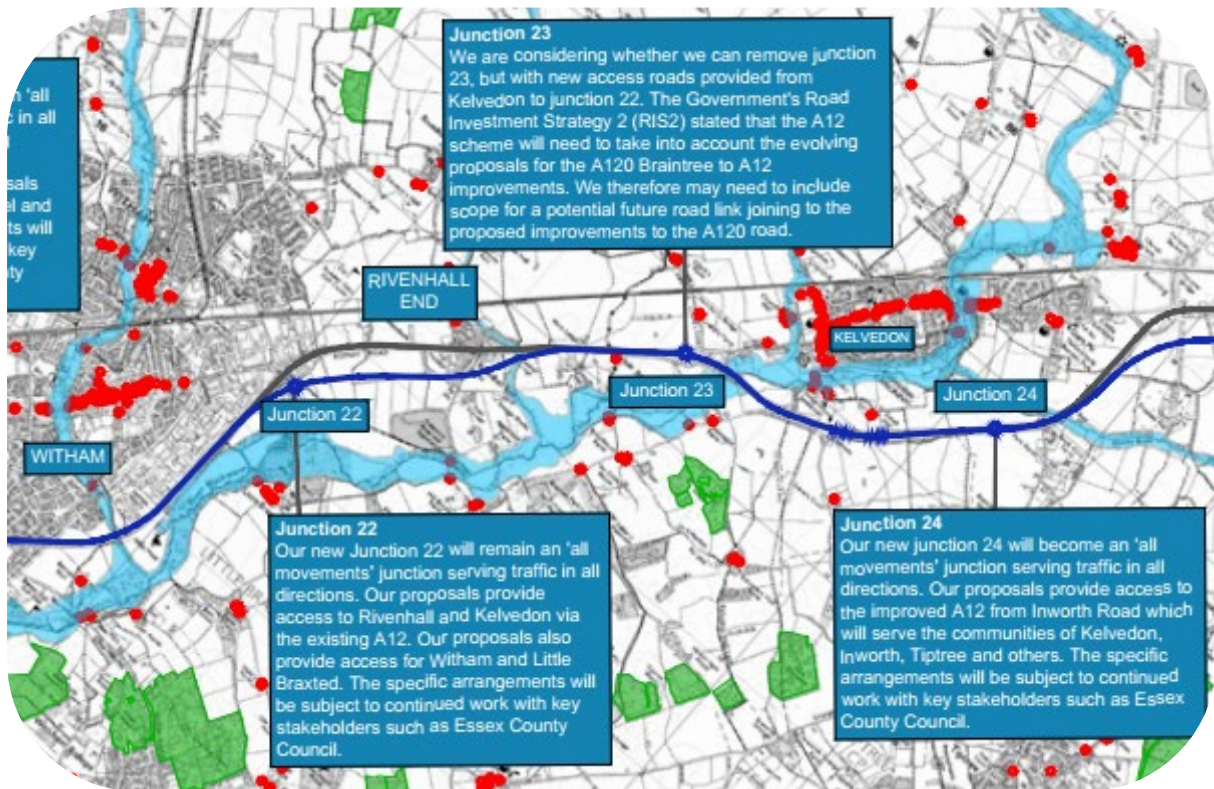 n 'all
c in all
sals
el and
ts will
key
nty
Junction 23
We are considering whether we can remove junction
23, but with new access roads provided from
Kelvedon to junction 22. The Government's Road
Investment Strategy 2 (RIS2) stated that the A12
scheme will need to take into account the evolving
proposals for the A120 Braintree to A12
improvements. We therefore may need to include
scope for a potential future road link joining to the
proposed improvements to the A120 road.
RIVENHALL
END
KELVEDON
Junction 22
Junction 23
Junction 24
WITHAM
Junction 22
Our new Junction 22 will remain an 'all
movements' junction serving traffic in all
directions. Our proposals provide
access to Rivenhall and Kelvedon via
the existing A12. Our proposals also
provide access for Witham and Little
Braxted. The specific arrangements will
be subject to continued work with key
stakeholders such as Essex County
Council.
Junction 24
Our new junction 24 will become an 'all
movements' junction serving traffic in all
directions. Our proposals provide access to
the improved A12 from Inworth Road which
will serve the communities of Kelvedon,
Inworth, Tiptree and others. The specific
arrangements will be subject to continued
work with key stakeholders such as Essex
County Council.